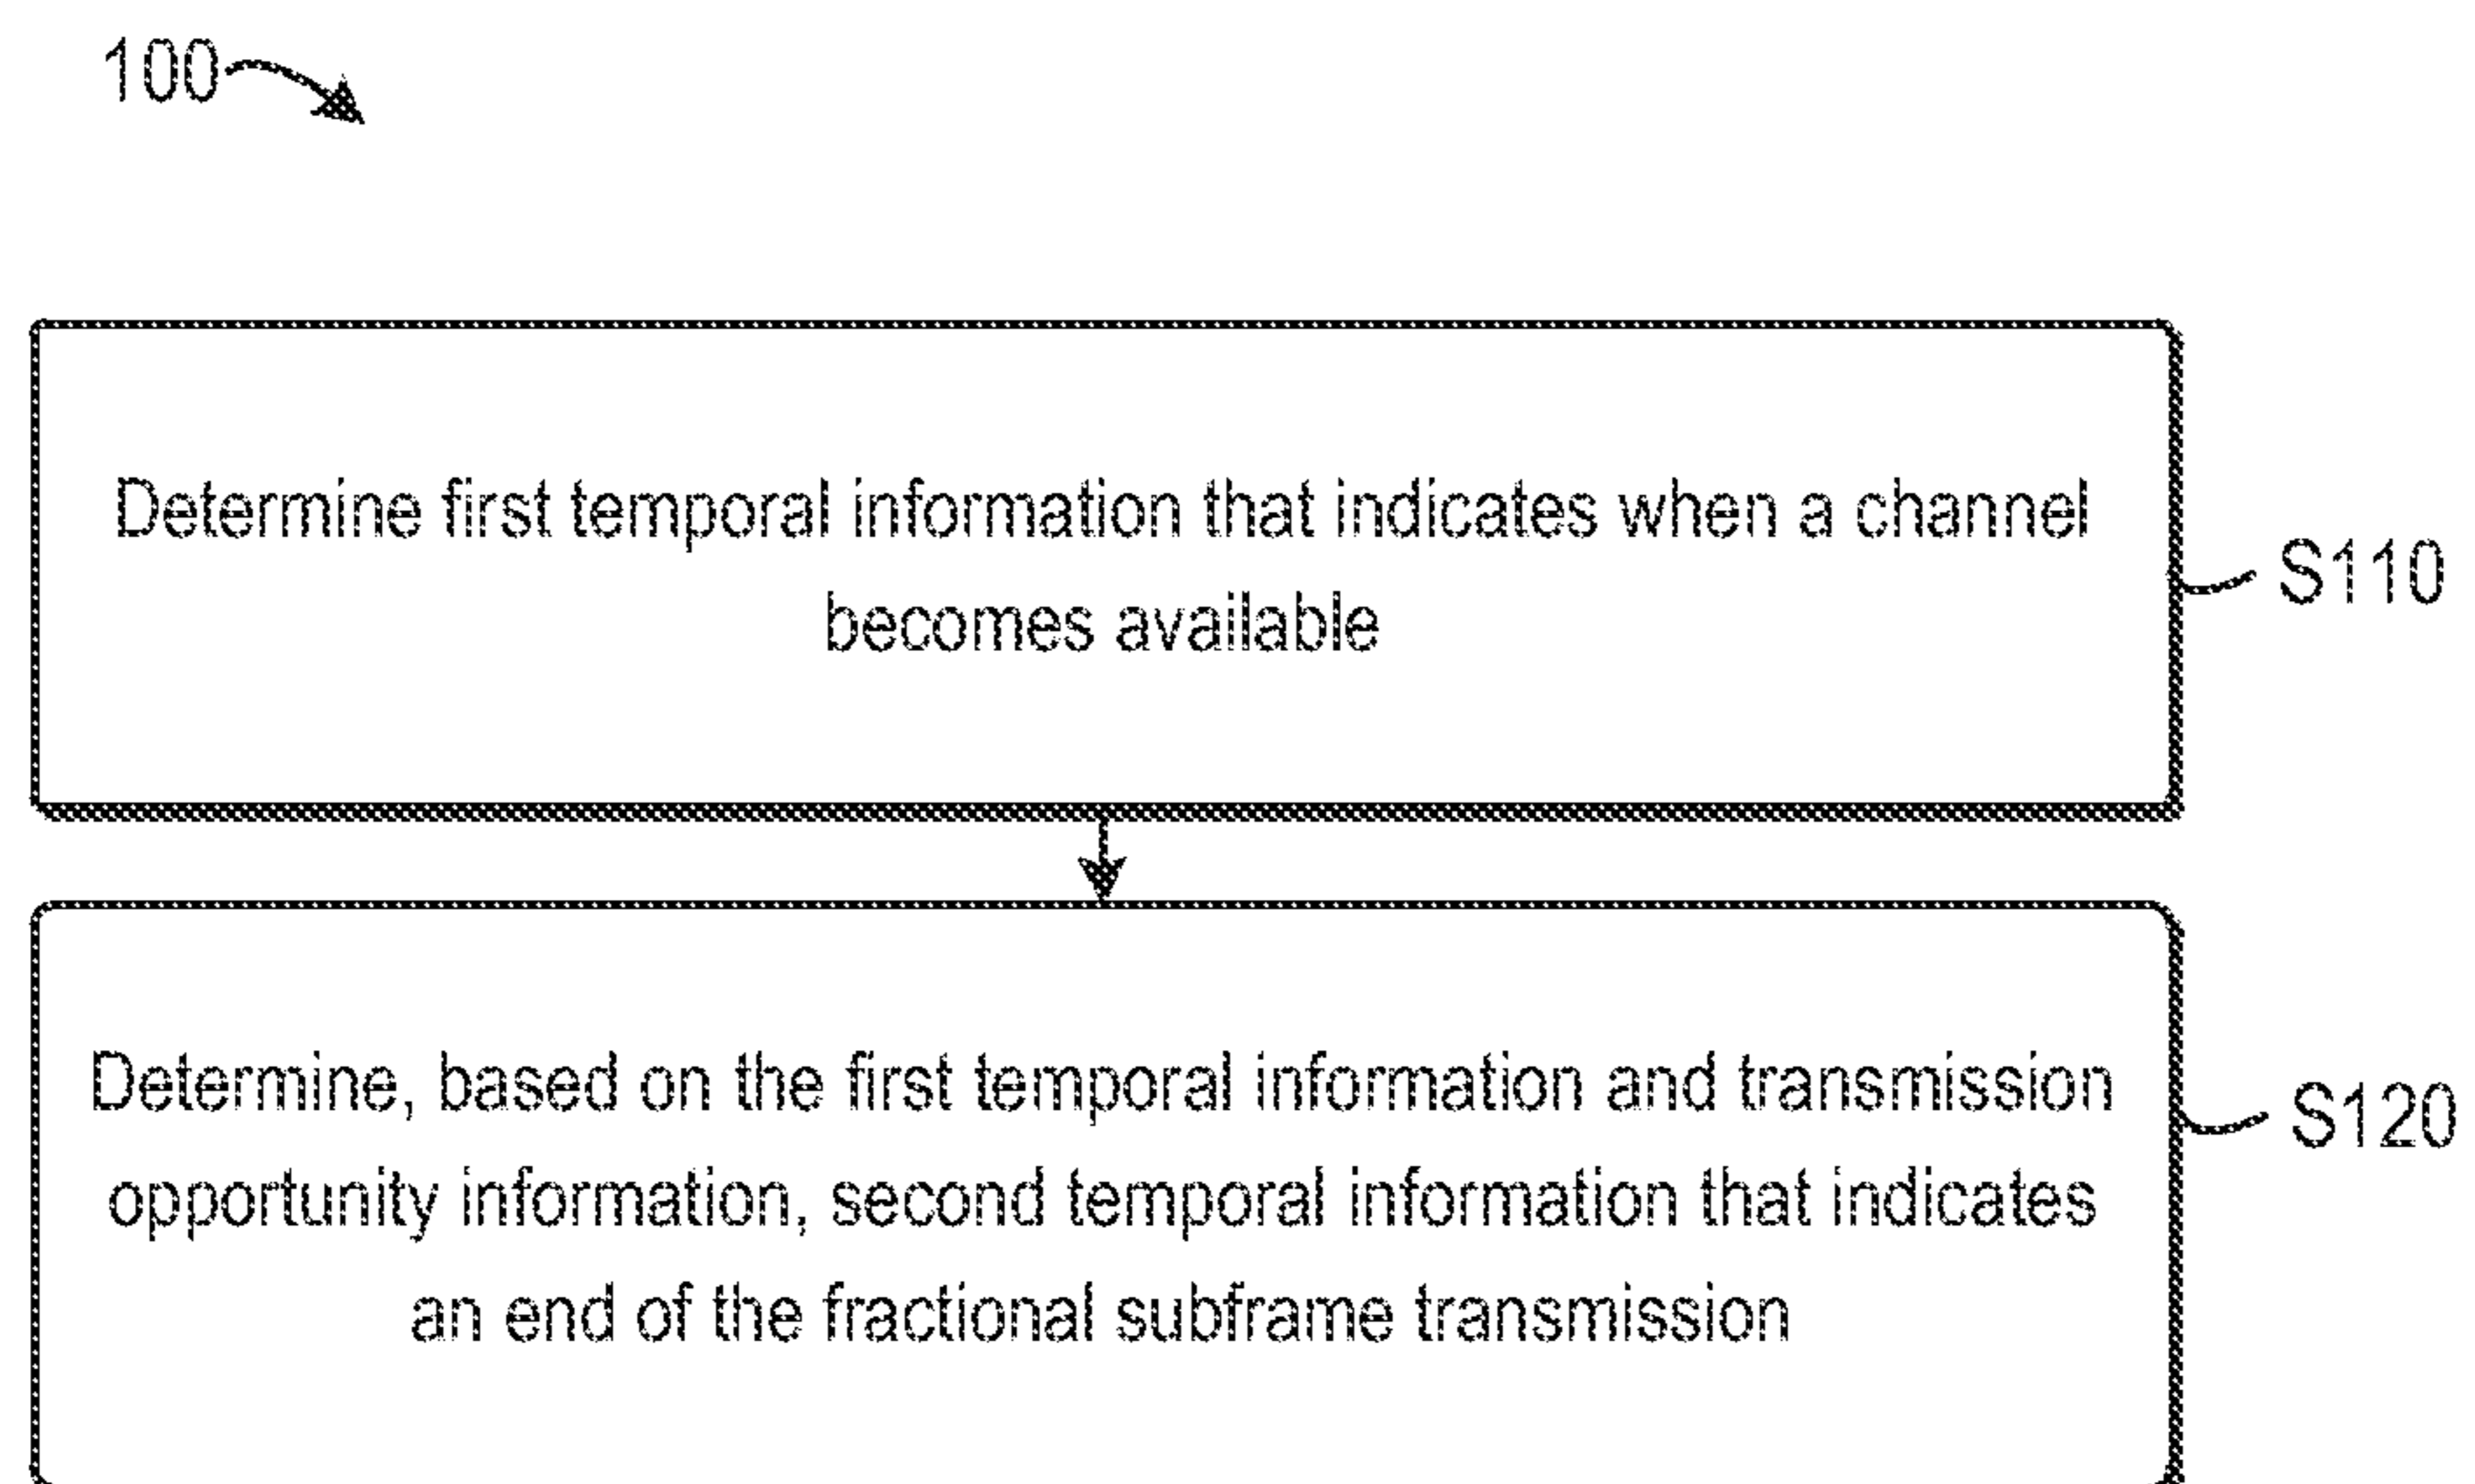 100
Determine first temporal information that indicates when a channel
becomes available
S110
Determine, based on the first temporal information and transmission
opportunity information, second temporal information that indicates
an end of the fractional subframe transmission
S120